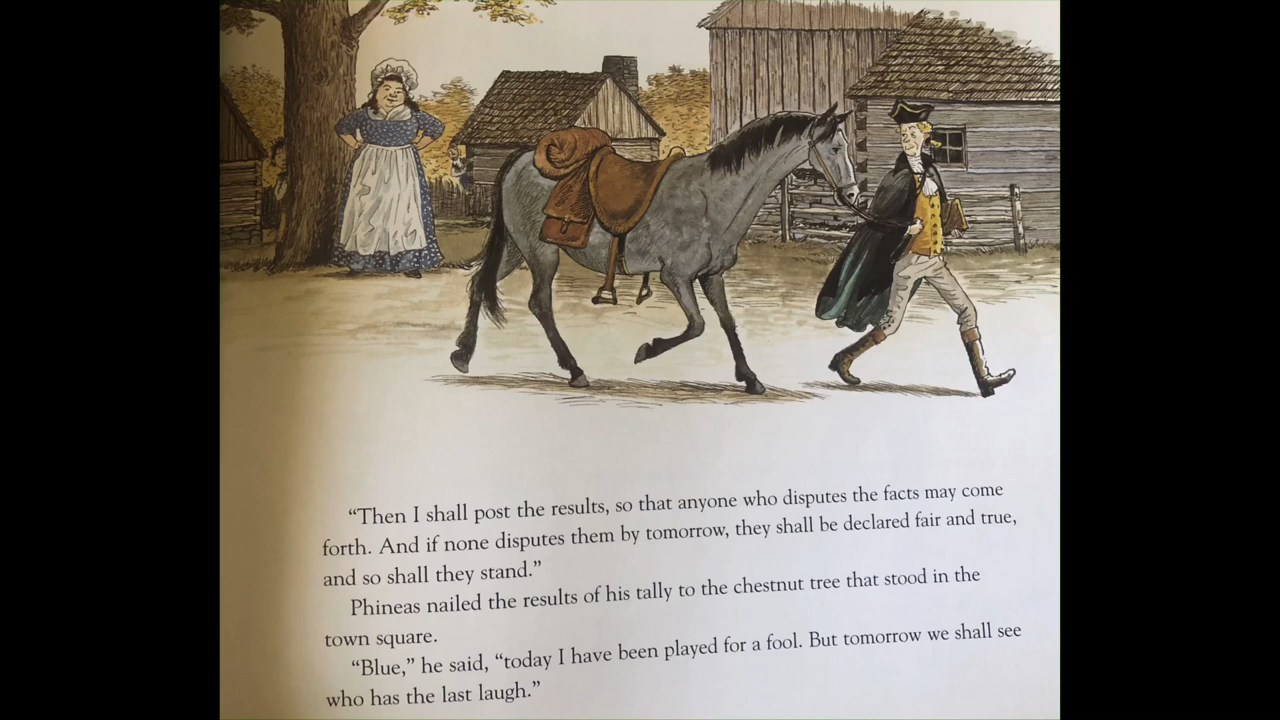 “Then I shall post the results, so that anyone who disputes the facts may come
forth. And if none disputes them by tomorrow, they shall be declared fair and true,
and so shall they stand.”
Phineas nailed the results of his tally to the chestnut tree that stood in the
town square.
“Blue,” he said, “today I have been played for a fool. But tomorrow we shall see
who has the last laugh.”